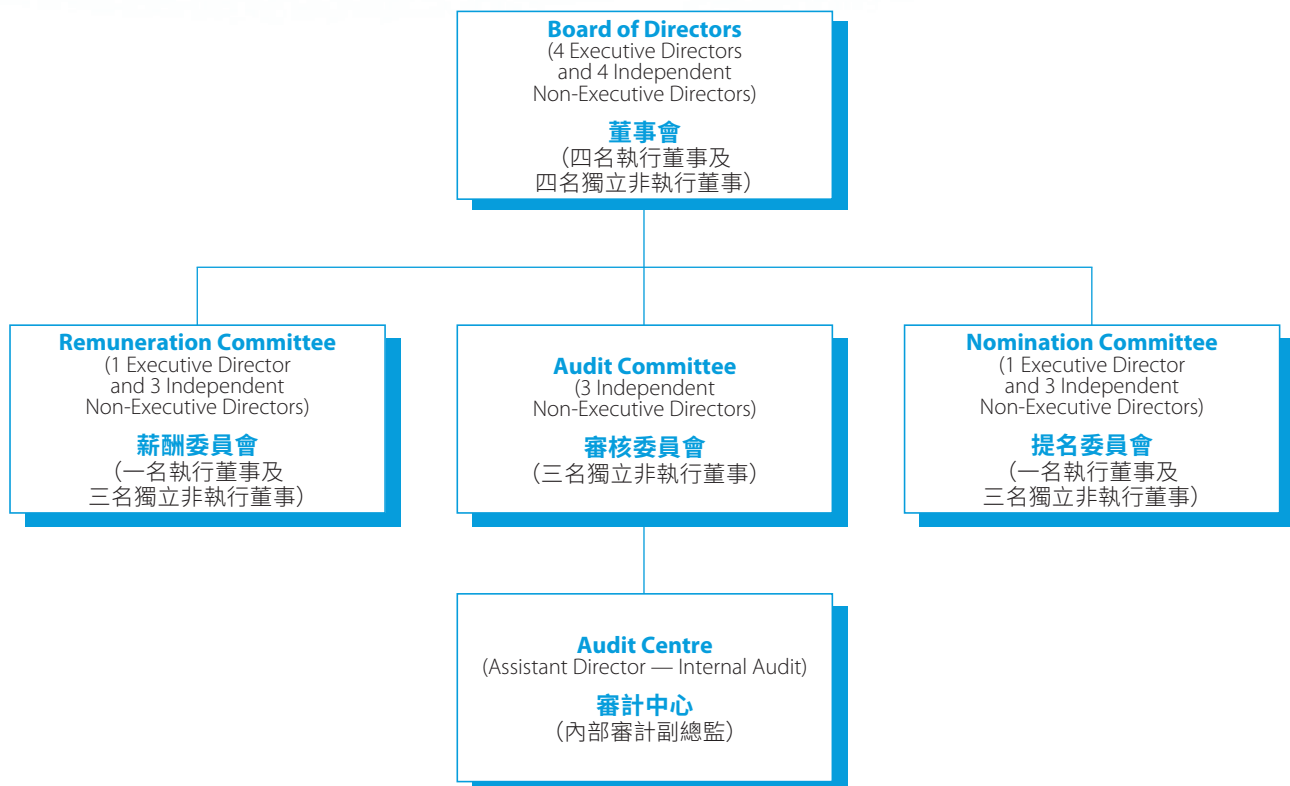 Board of Directors
(4 Executive Directors
and 4 Independent
Non-Executive Directors)
董事會
（四名執行董事及
四名獨立非執行董事）
Remuneration Committee
(1 Executive Director
and 3 Independent
Non-Executive Directors)
薪酬委員會
（一名執行董事及
三名獨立非執行董事）
Audit Committee
(3 Independent
Non-Executive Directors)
審核委員會
（三名獨立非執行董事）
Nomination Committee
(1 Executive Director
and 3 Independent
Non-Executive Directors)
提名委員會
（一名執行董事及
三名獨立非執行董事）
Audit Centre
(Assistant Director — Internal Audit)
審計中心
（內部審計副總監）